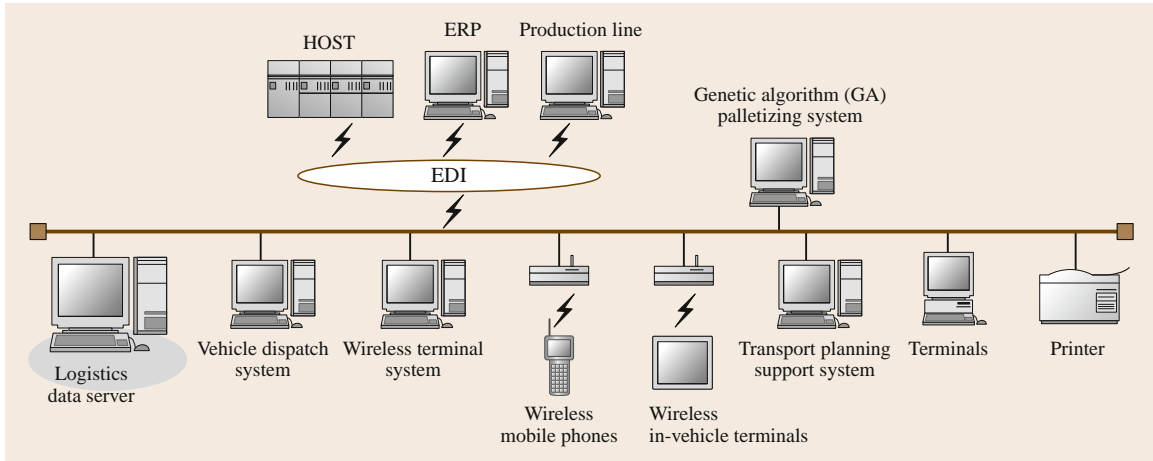 HOST
ERP
Production line
Genetic algorithm (GA)
palletizing system
EDI
Logistics
data server
Vehicle dispatch
system
Wireless terminal
system
Wireless
mobile phones
Wireless
in-vehicle terminals
Transport planning
support system
Terminals
Printer